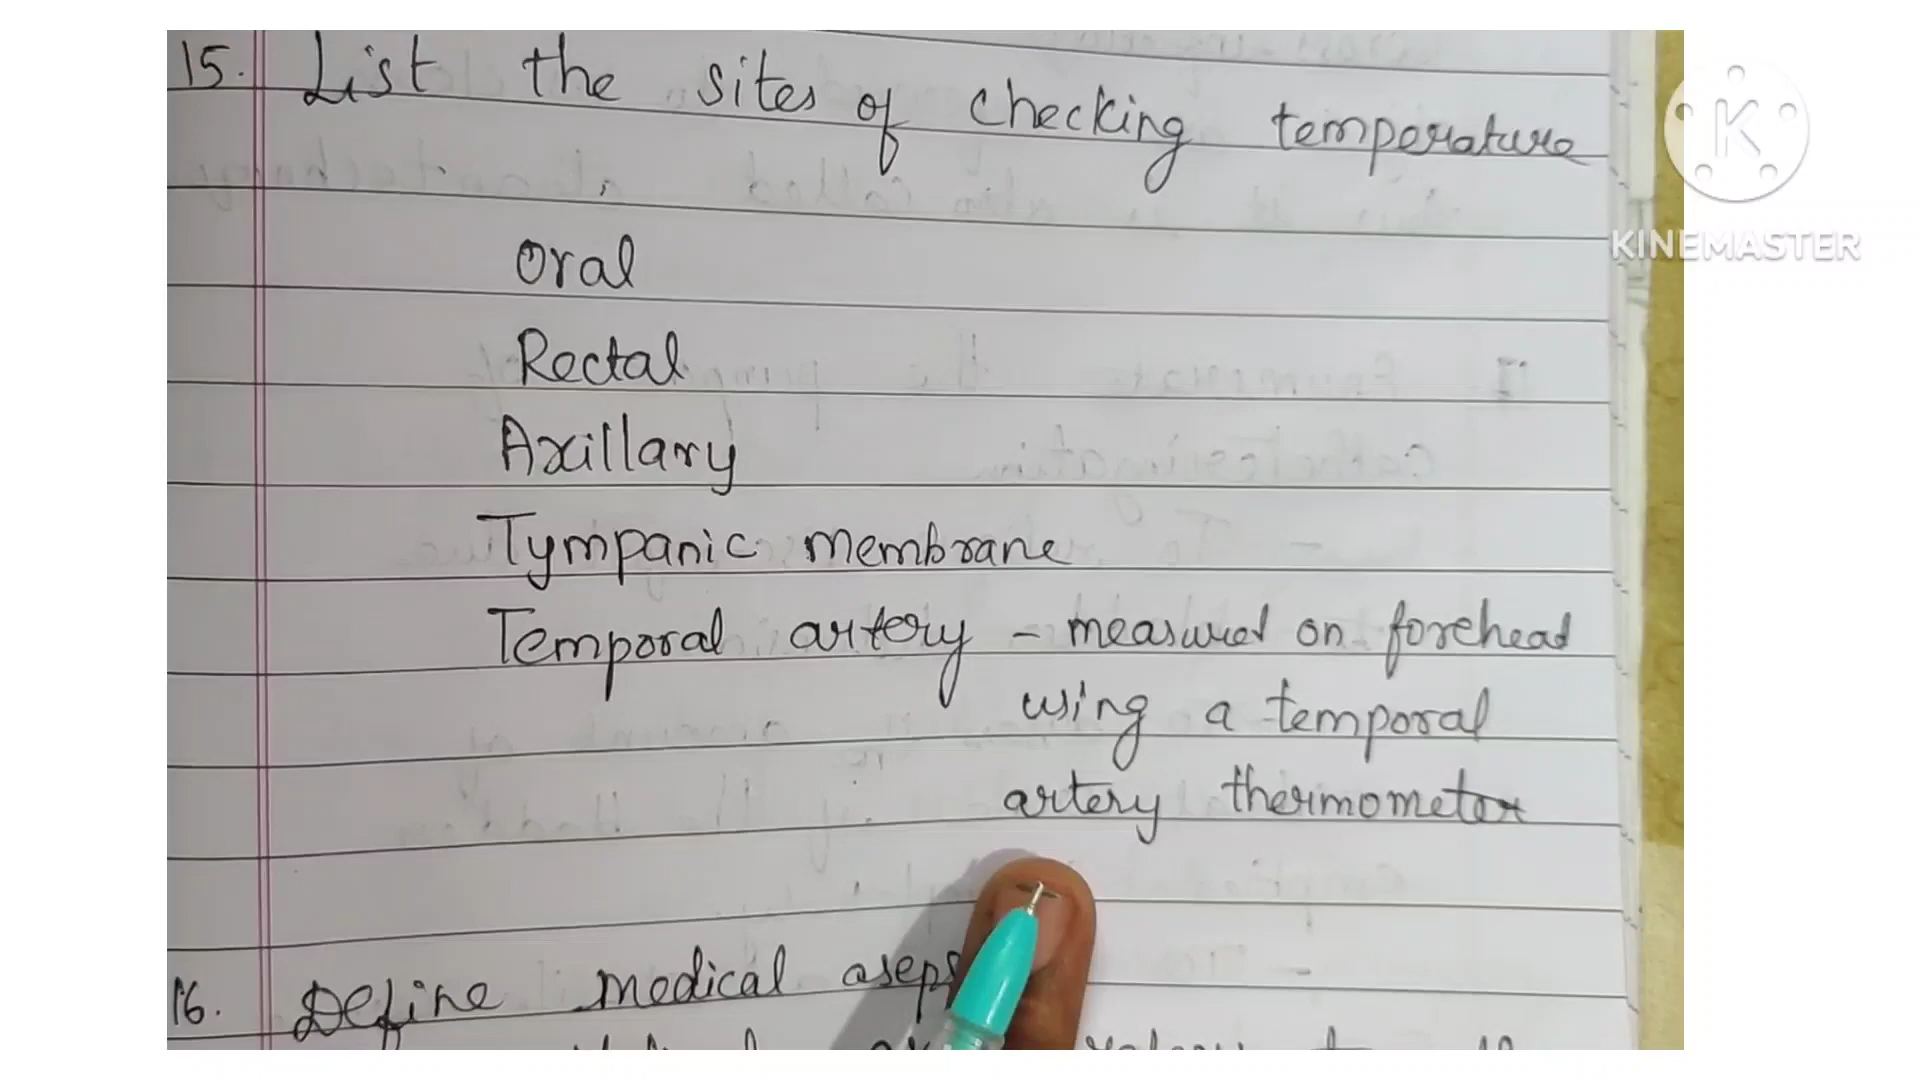 15. List the sites of checking temperature
Oral
Rectal
Axillary
Tympanic membrane
Temporal artery - measured on forehead
using a temporal
artery thermometer
16. Define medical
KINEMASTER